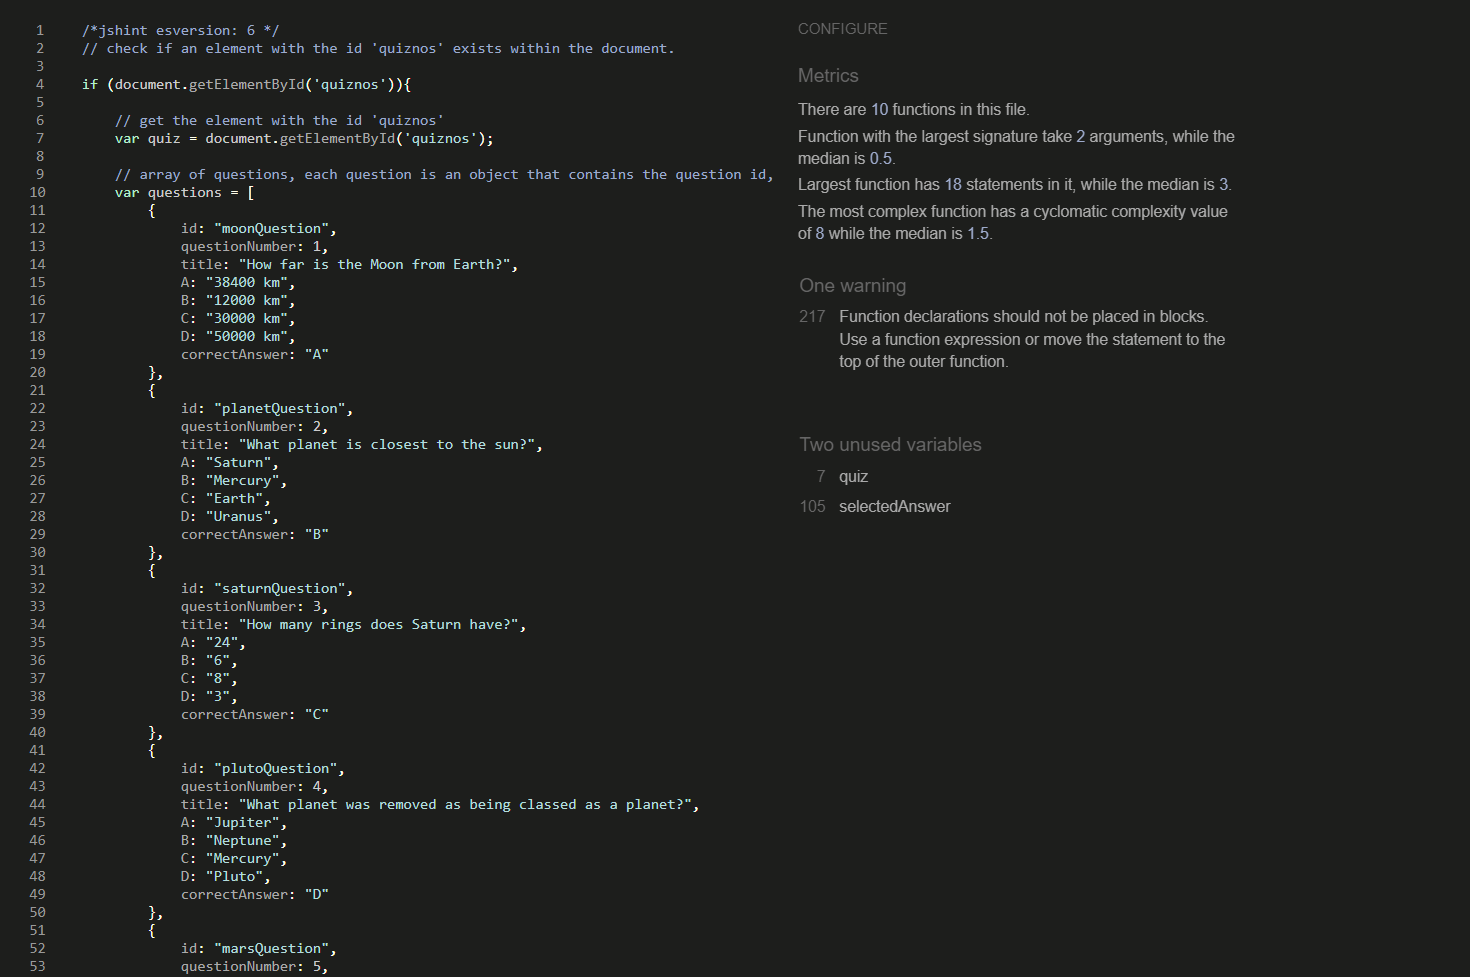 1 /*jshint esversion: 6 */
2 // check if an element with the id 'quiznos' exists within the document.
3
4 if (document.getElementById('quiznos')){
5
6 // get the element with the id 'quiznos'
7 var quiz = document.getElementById('quiznos');
8
9 // array of questions, each question is an object that contains the question id,
10 var questions = [
11 {
12 id: "moonQuestion",
13 questionNumber: 1,
14 title: "How far is the Moon from Earth?",
15 A: "38400 km",
16 B: "12000 km",
17 C: "30000 km",
18 D: "50000 km",
19 correctAnswer: "A"
20 },
21 {
22 id: "planetQuestion",
23 questionNumber: 2,
24 title: "What planet is closest to the sun?",
25 A: "Saturn",
26 B: "Mercury",
27 C: "Earth",
28 D: "Uranus",
29 correctAnswer: "B"
30 },
31 {
32 id: "saturnQuestion",
33 questionNumber: 3,
34 title: "How many rings does Saturn have?",
35 A: "24",
36 B: "6",
37 C: "8",
38 D: "3",
39 correctAnswer: "C"
40 },
41 {
42 id: "plutoQuestion",
43 questionNumber: 4,
44 title: "What planet was removed as being classed as a planet?",
45 A: "Jupiter",
46 B: "Neptune",
47 C: "Mercury",
48 D: "Pluto",
49 correctAnswer: "D"
50 },
51 {
52 id: "marsQuestion",
53 questionNumber: 5,
CONFIGURE
Metrics
There are 10 functions in this file.
Function with the largest signature take 2 arguments, while the
median is 0.5.
Largest function has 18 statements in it, while the median is 3.
The most complex function has a cyclomatic complexity value
of 8 while the median is 1.5.
One warning
217 Function declarations should not be placed in blocks.
Use a function expression or move the statement to the
top of the outer function.
Two unused variables
7 quiz
105 selectedAnswer